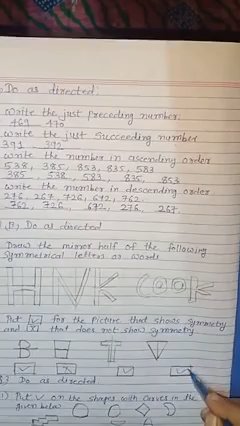 Do as directed.
Write the just preceding number.
469 470
Write the just succeeding number
391 392
Write the number in ascending order
538, 385, 853, 835, 583
385, 538, 583, 835, 853
Write the number in descending order
276, 267, 726, 672, 762
762, 726, 672, 276, 267
B) Do as directed
Draw the mirror half of the following
Symmetrical letters or words
HNK COOK
Put ✓ for the picture that shows symmetry
and X that does not show symmetry
B T
Do as directed
1) Put ✓ on the shapes with curves in the
given below